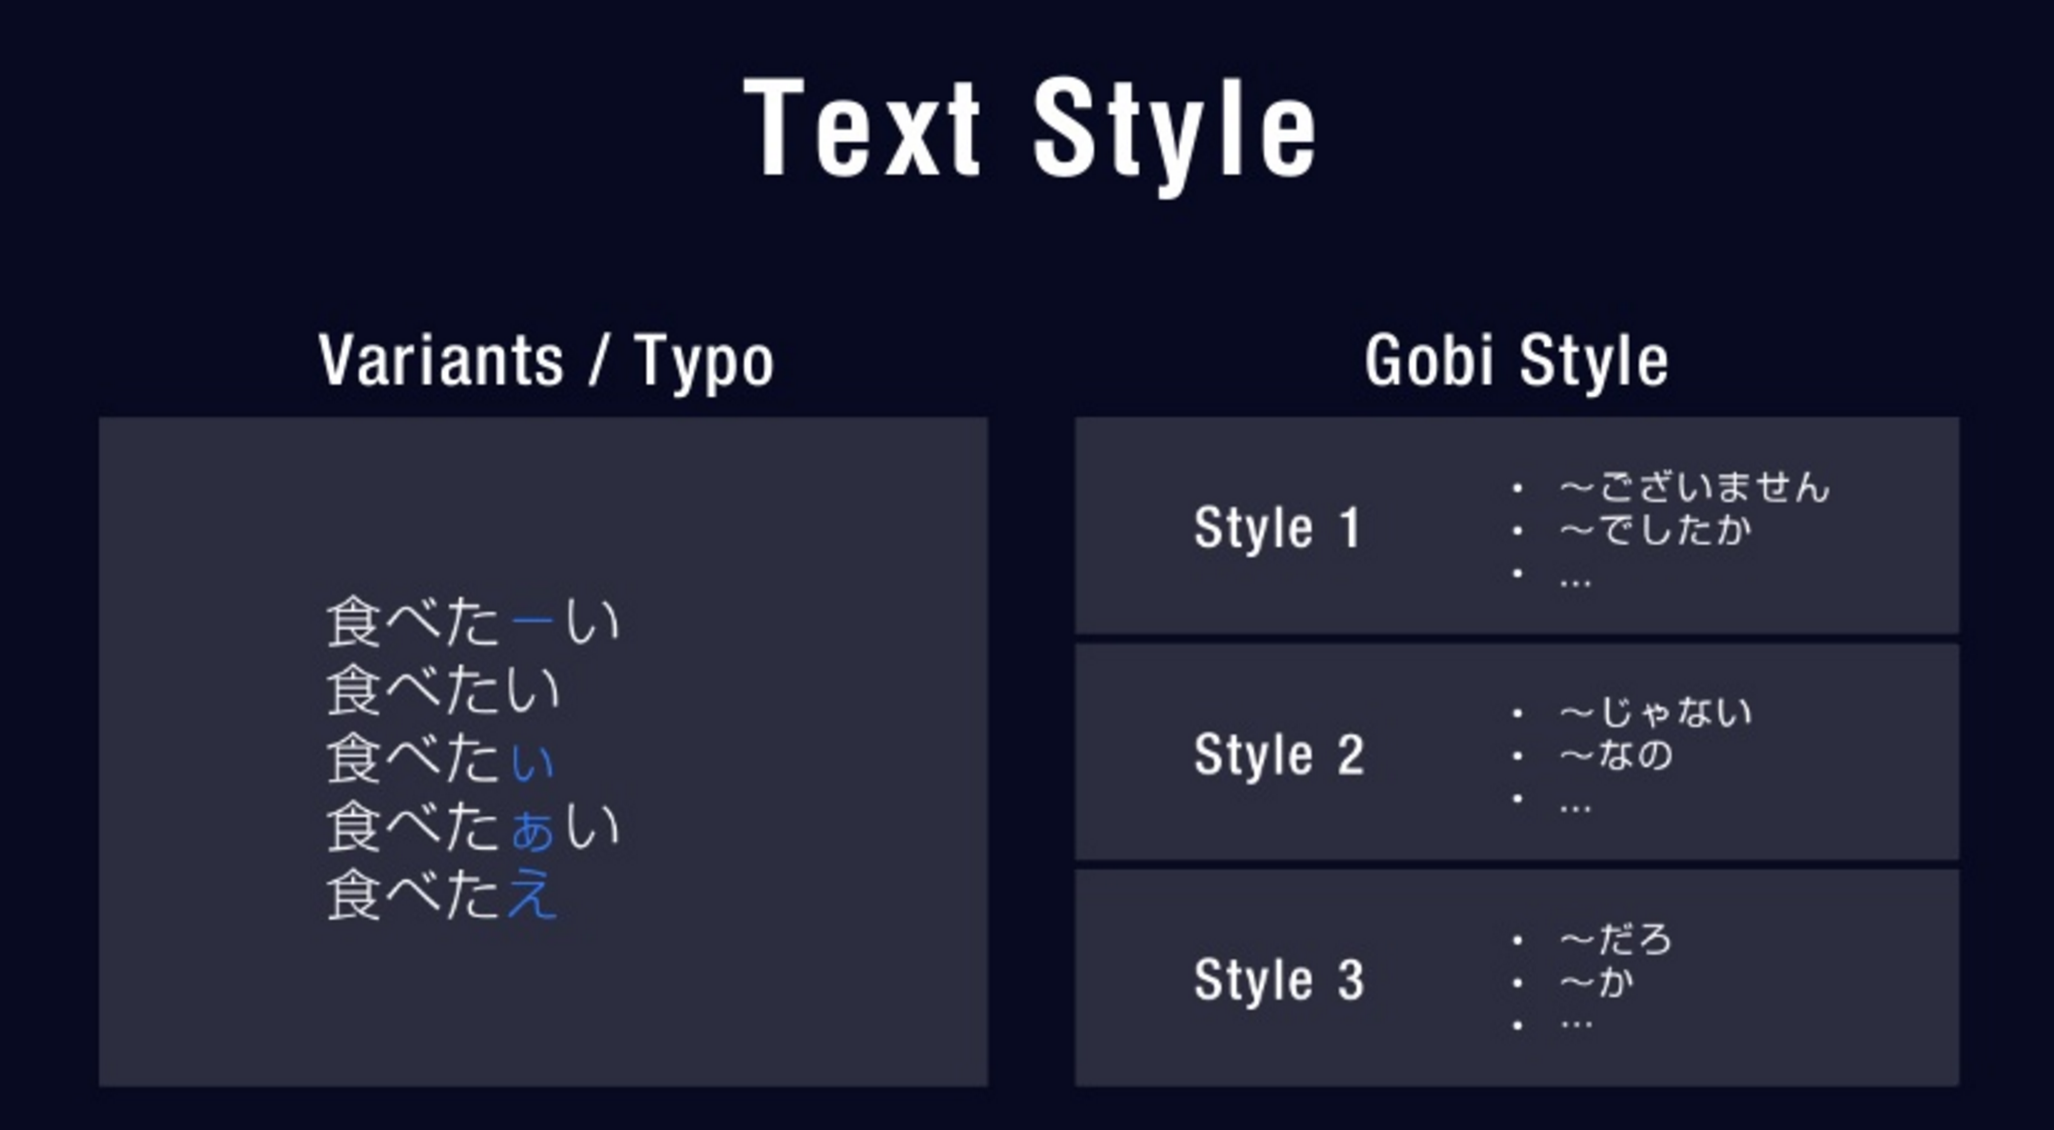 Text Style
Variants / Typo
食べたーい
食べたい
食べたぃ
食べたぁい
食べたえ
Gobi Style
Style 1
• ～ございません
• ～でしたか
• ...
Style 2
• ～じゃない
• ～なの
• ...
Style 3
• ～だろ
• ～か
• …